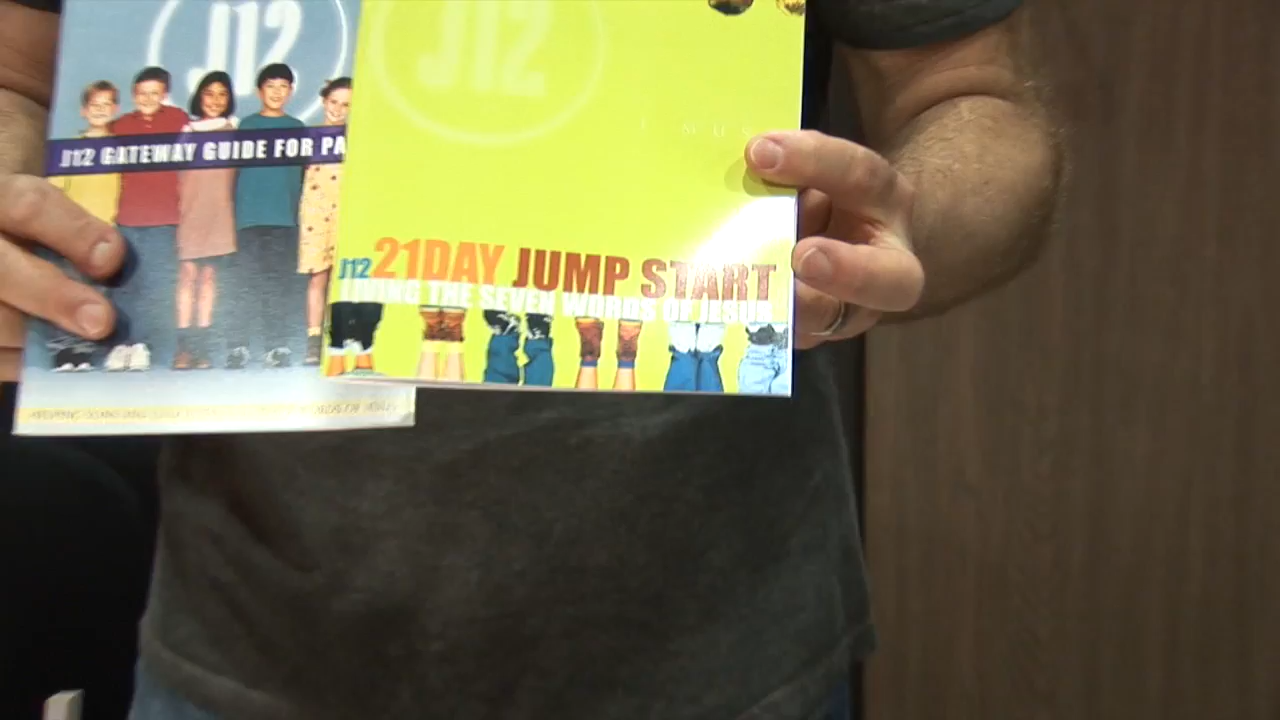 J12
J12 GATEWAY GUIDE FOR PA
J12
J12 21DAY JUMP START
LIVING THE SEVEN WORDS OF JESUS